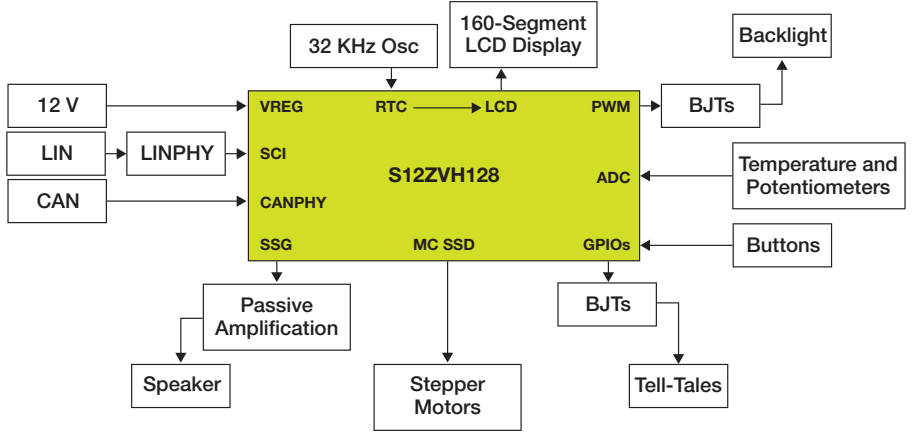 32 KHz Osc
160-Segment
LCD Display
Backlight
12 V
VREG
RTC
LCD
PWM
BJTs
LIN
LINPHY
SCI
S12ZVH128
ADC
Temperature and
Potentiometers
CAN
CANPHY
SSG
MC SSD
GPIOs
Buttons
Passive
Amplification
BJTs
Speaker
Stepper
Motors
Tell-Tales